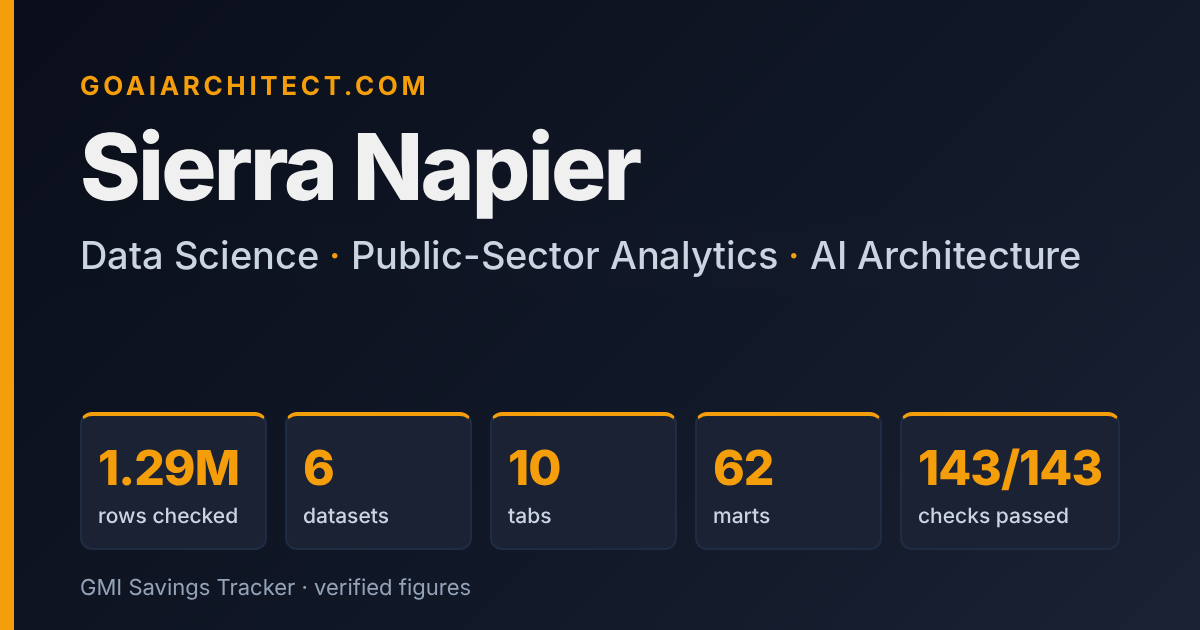 GOAIARCHITECT.COM
Sierra Napier
Data Science · Public-Sector Analytics · AI Architecture
1.29M
rows checked
6
datasets
10
tabs
62
marts
143/143
checks passed
GMI Savings Tracker · verified figures